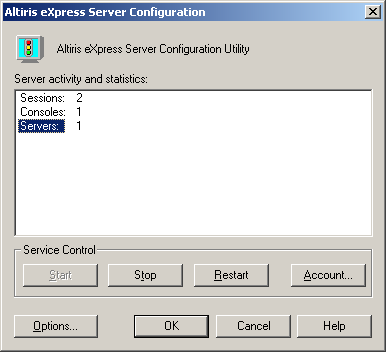 Altiris eXpress Server Configuration
Altiris eXpress Server Configuration Utility
Server activity and statistics:
Sessions: 2
Consoles: 1
Servers: 1
Service Control
Start Stop Restart Account...
Options... OK Cancel Help